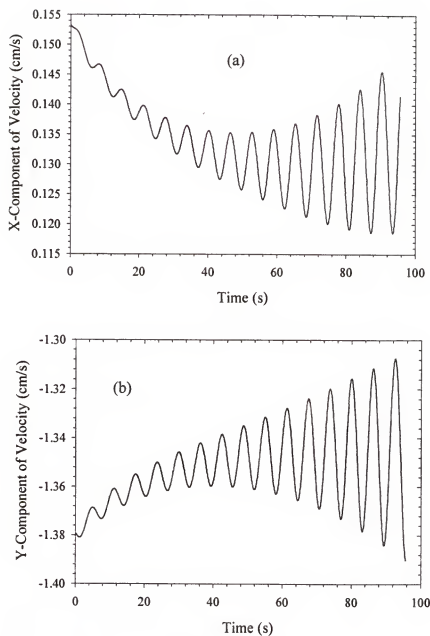 0.155
0.150
0.145
0.140
0.135
0.130
0.125
0.120
0.115
X-Component of Velocity (cm/s)
(a)
0 20 40 60 80 100
Time (s)
-1.30
-1.32
-1.34
-1.36
-1.38
-1.40
Y-Component of Velocity (cm/s)
(b)
0 20 40 60 80 100
Time (s)